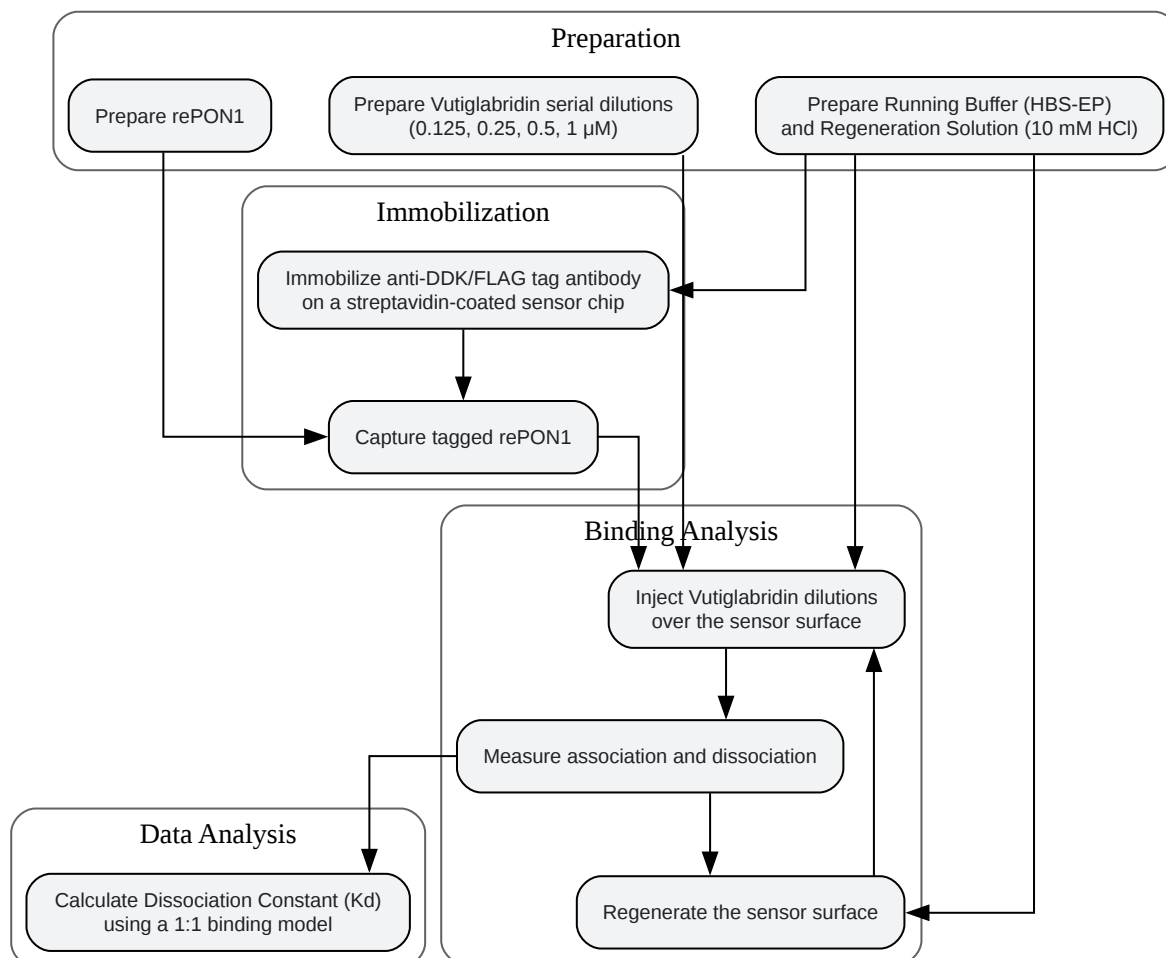 Preparation
Prepare rePON1
Prepare Vutiglabridin serial dilutions
(0.125, 0.25, 0.5, 1 μM)
Prepare Running Buffer (HBS-EP)
and Regeneration Solution (10 mM HCl)
Immobilization
Immobilize anti-DDK/FLAG tag antibody
on a streptavidin-coated sensor chip
Capture tagged rePON1
Binding Analysis
Inject Vutiglabridin dilutions
over the sensor surface
Measure association and dissociation
Data Analysis
Calculate Dissociation Constant (Kd)
using a 1:1 binding model
Regenerate the sensor surface